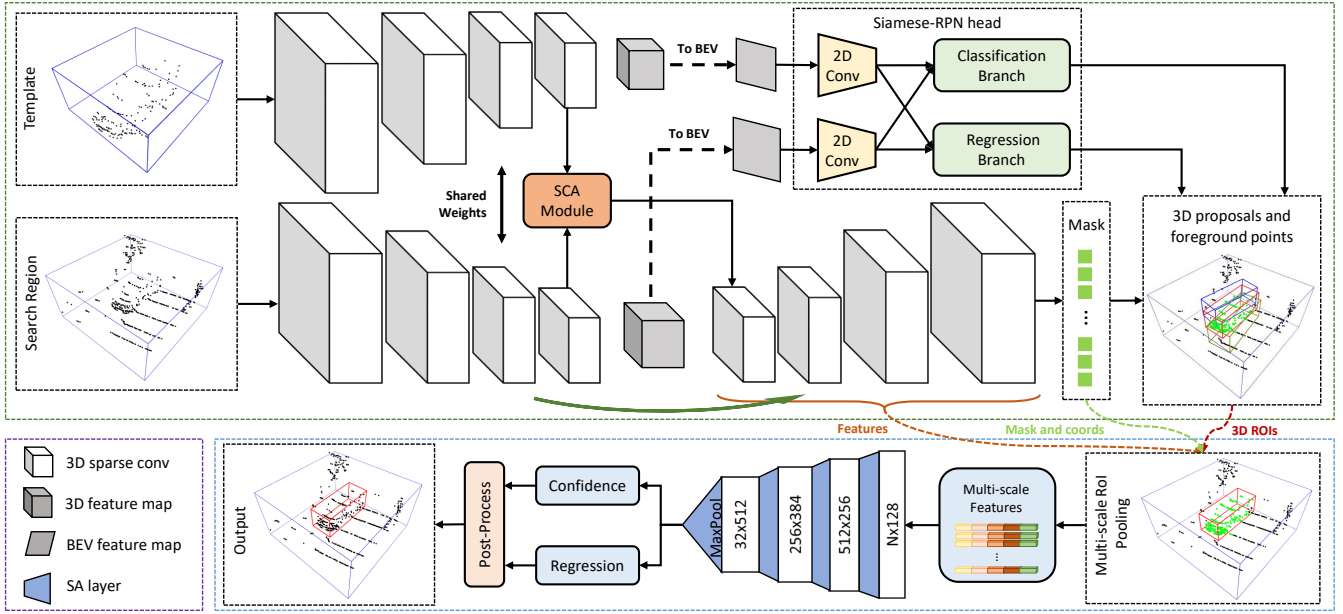 Template
To BEV
Siamese-RPN head
2D
Conv
Classification
Branch
To BEV
2D
Conv
Regression
Branch
Shared
Weights
SCA
Module
Search Region
Mask
...
3D proposals and
foreground points
Features
Mask and coords
3D ROIs
3D sparse conv
3D feature map
BEV feature map
SA layer
Output
Post-Process
Confidence
Regression
MaxPool
32x512
256x384
512x256
Nx128
Multi-scale
Features
...
Multi-scale RoI
Pooling